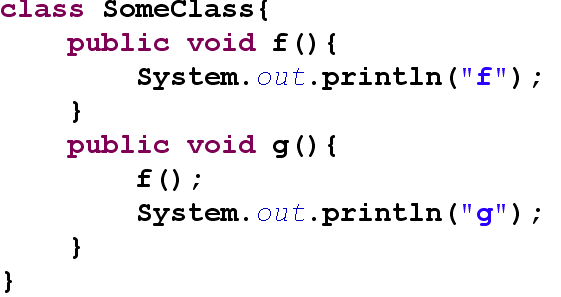 class SomeClass{
    public void f(){
        System.out.println("f");
    }
    public void g(){
        f();
        System.out.println("g");
    }
}